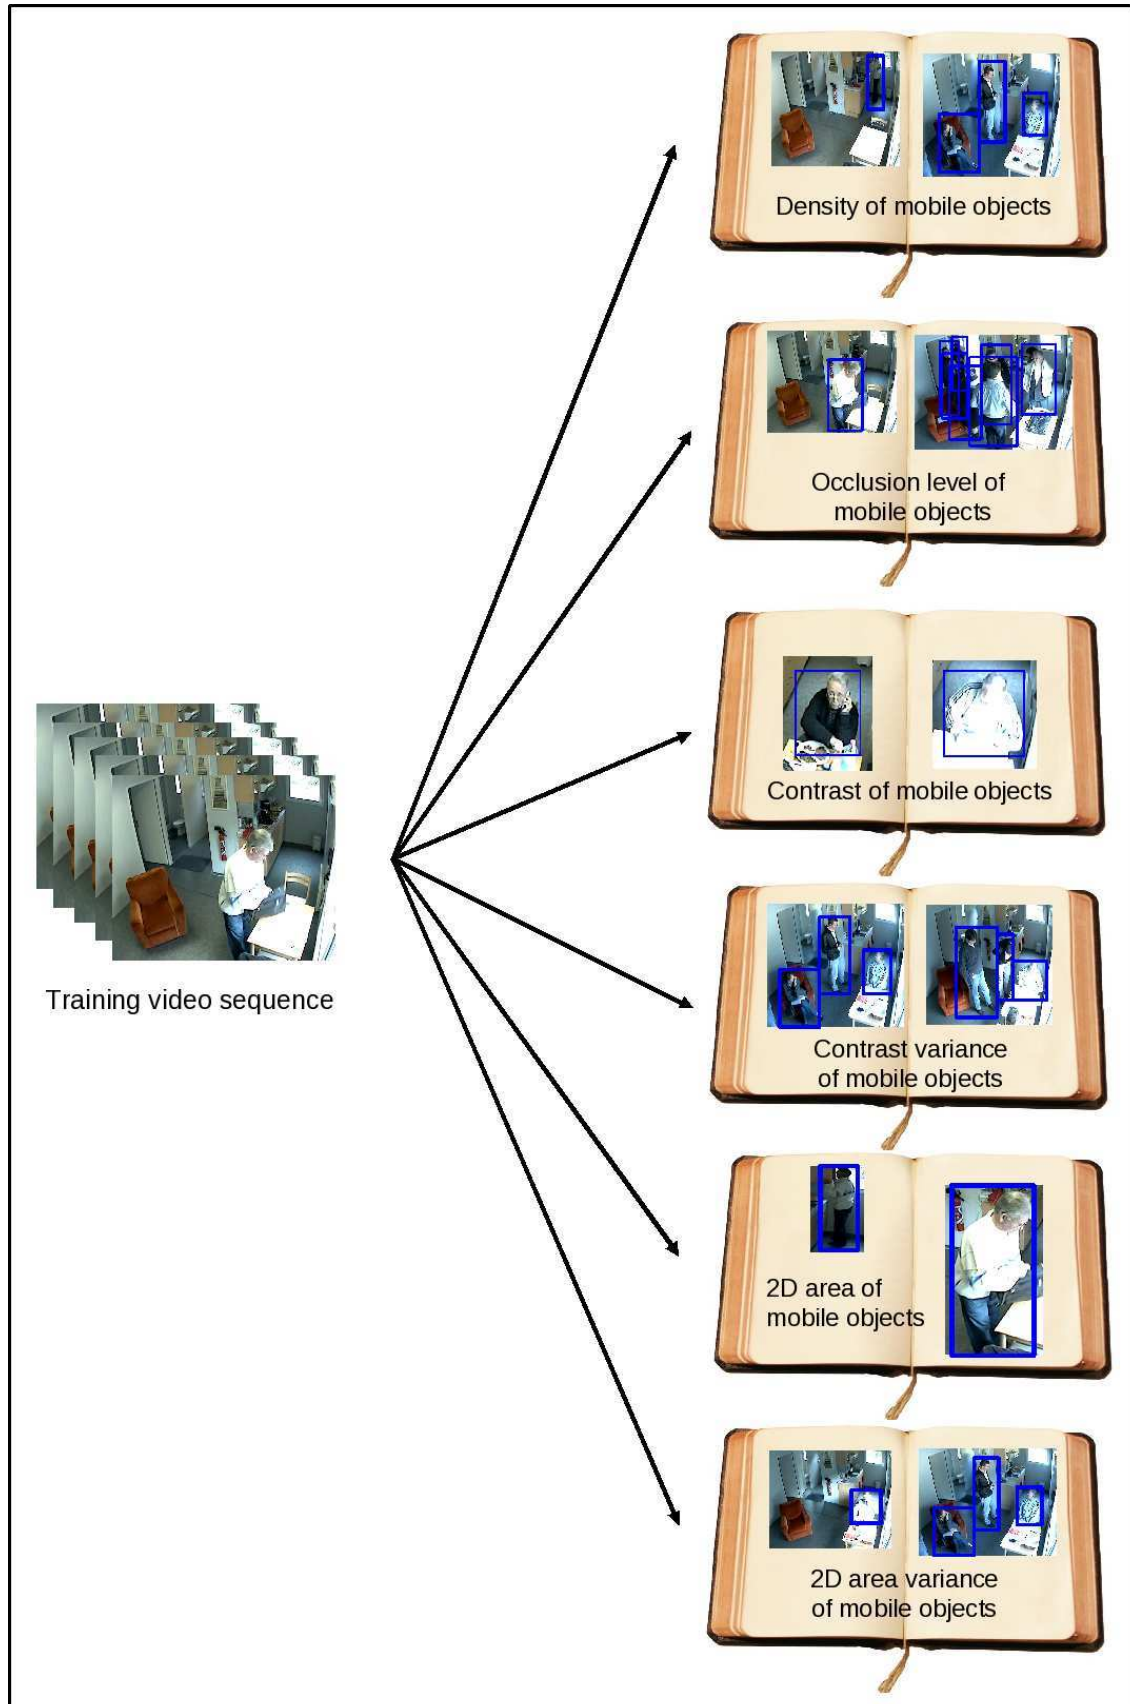 Density of mobile objects
Occlusion level of
mobile objects
Contrast of mobile objects
Training video sequence
Contrast variance
of mobile objects
2D area of
mobile objects
2D area variance
of mobile objects